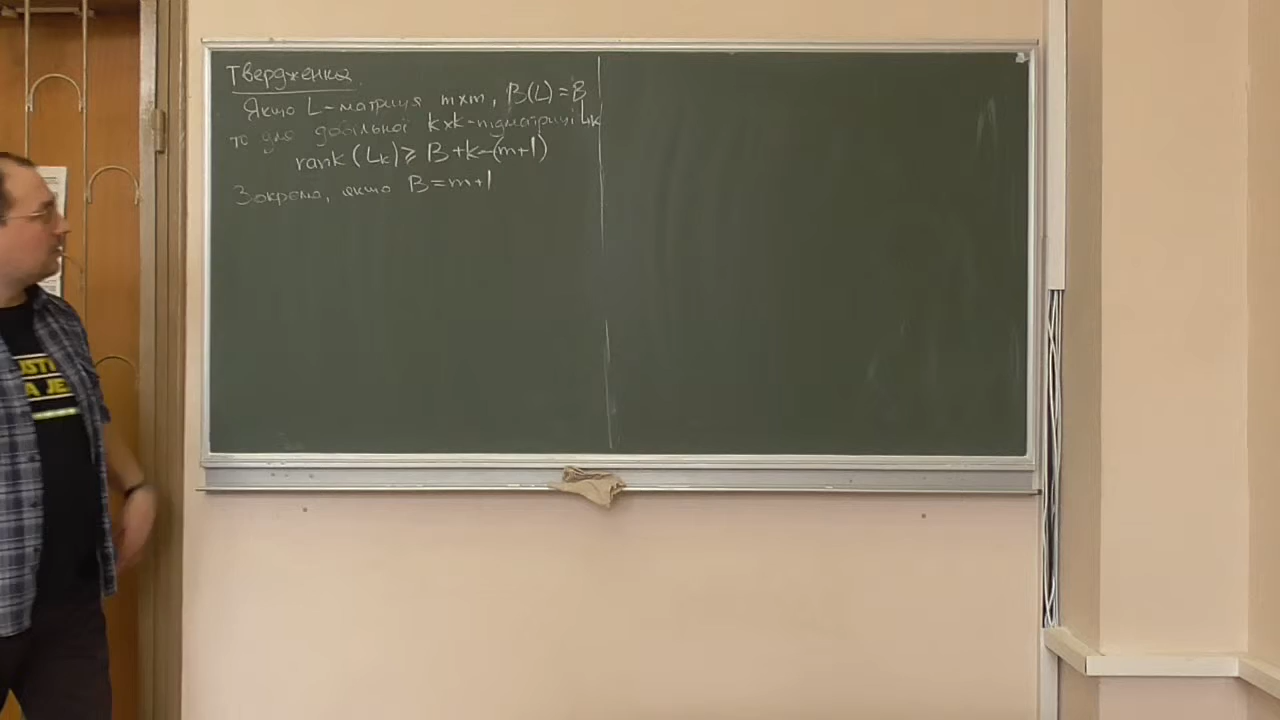 Твердження.
Якщо L-матриця m×m, B(L)=B
то для довільної k×k-підматриці Lk
rank(Lk) ⩾ B+k-(m+1)
Зокрема, якщо B=m+1